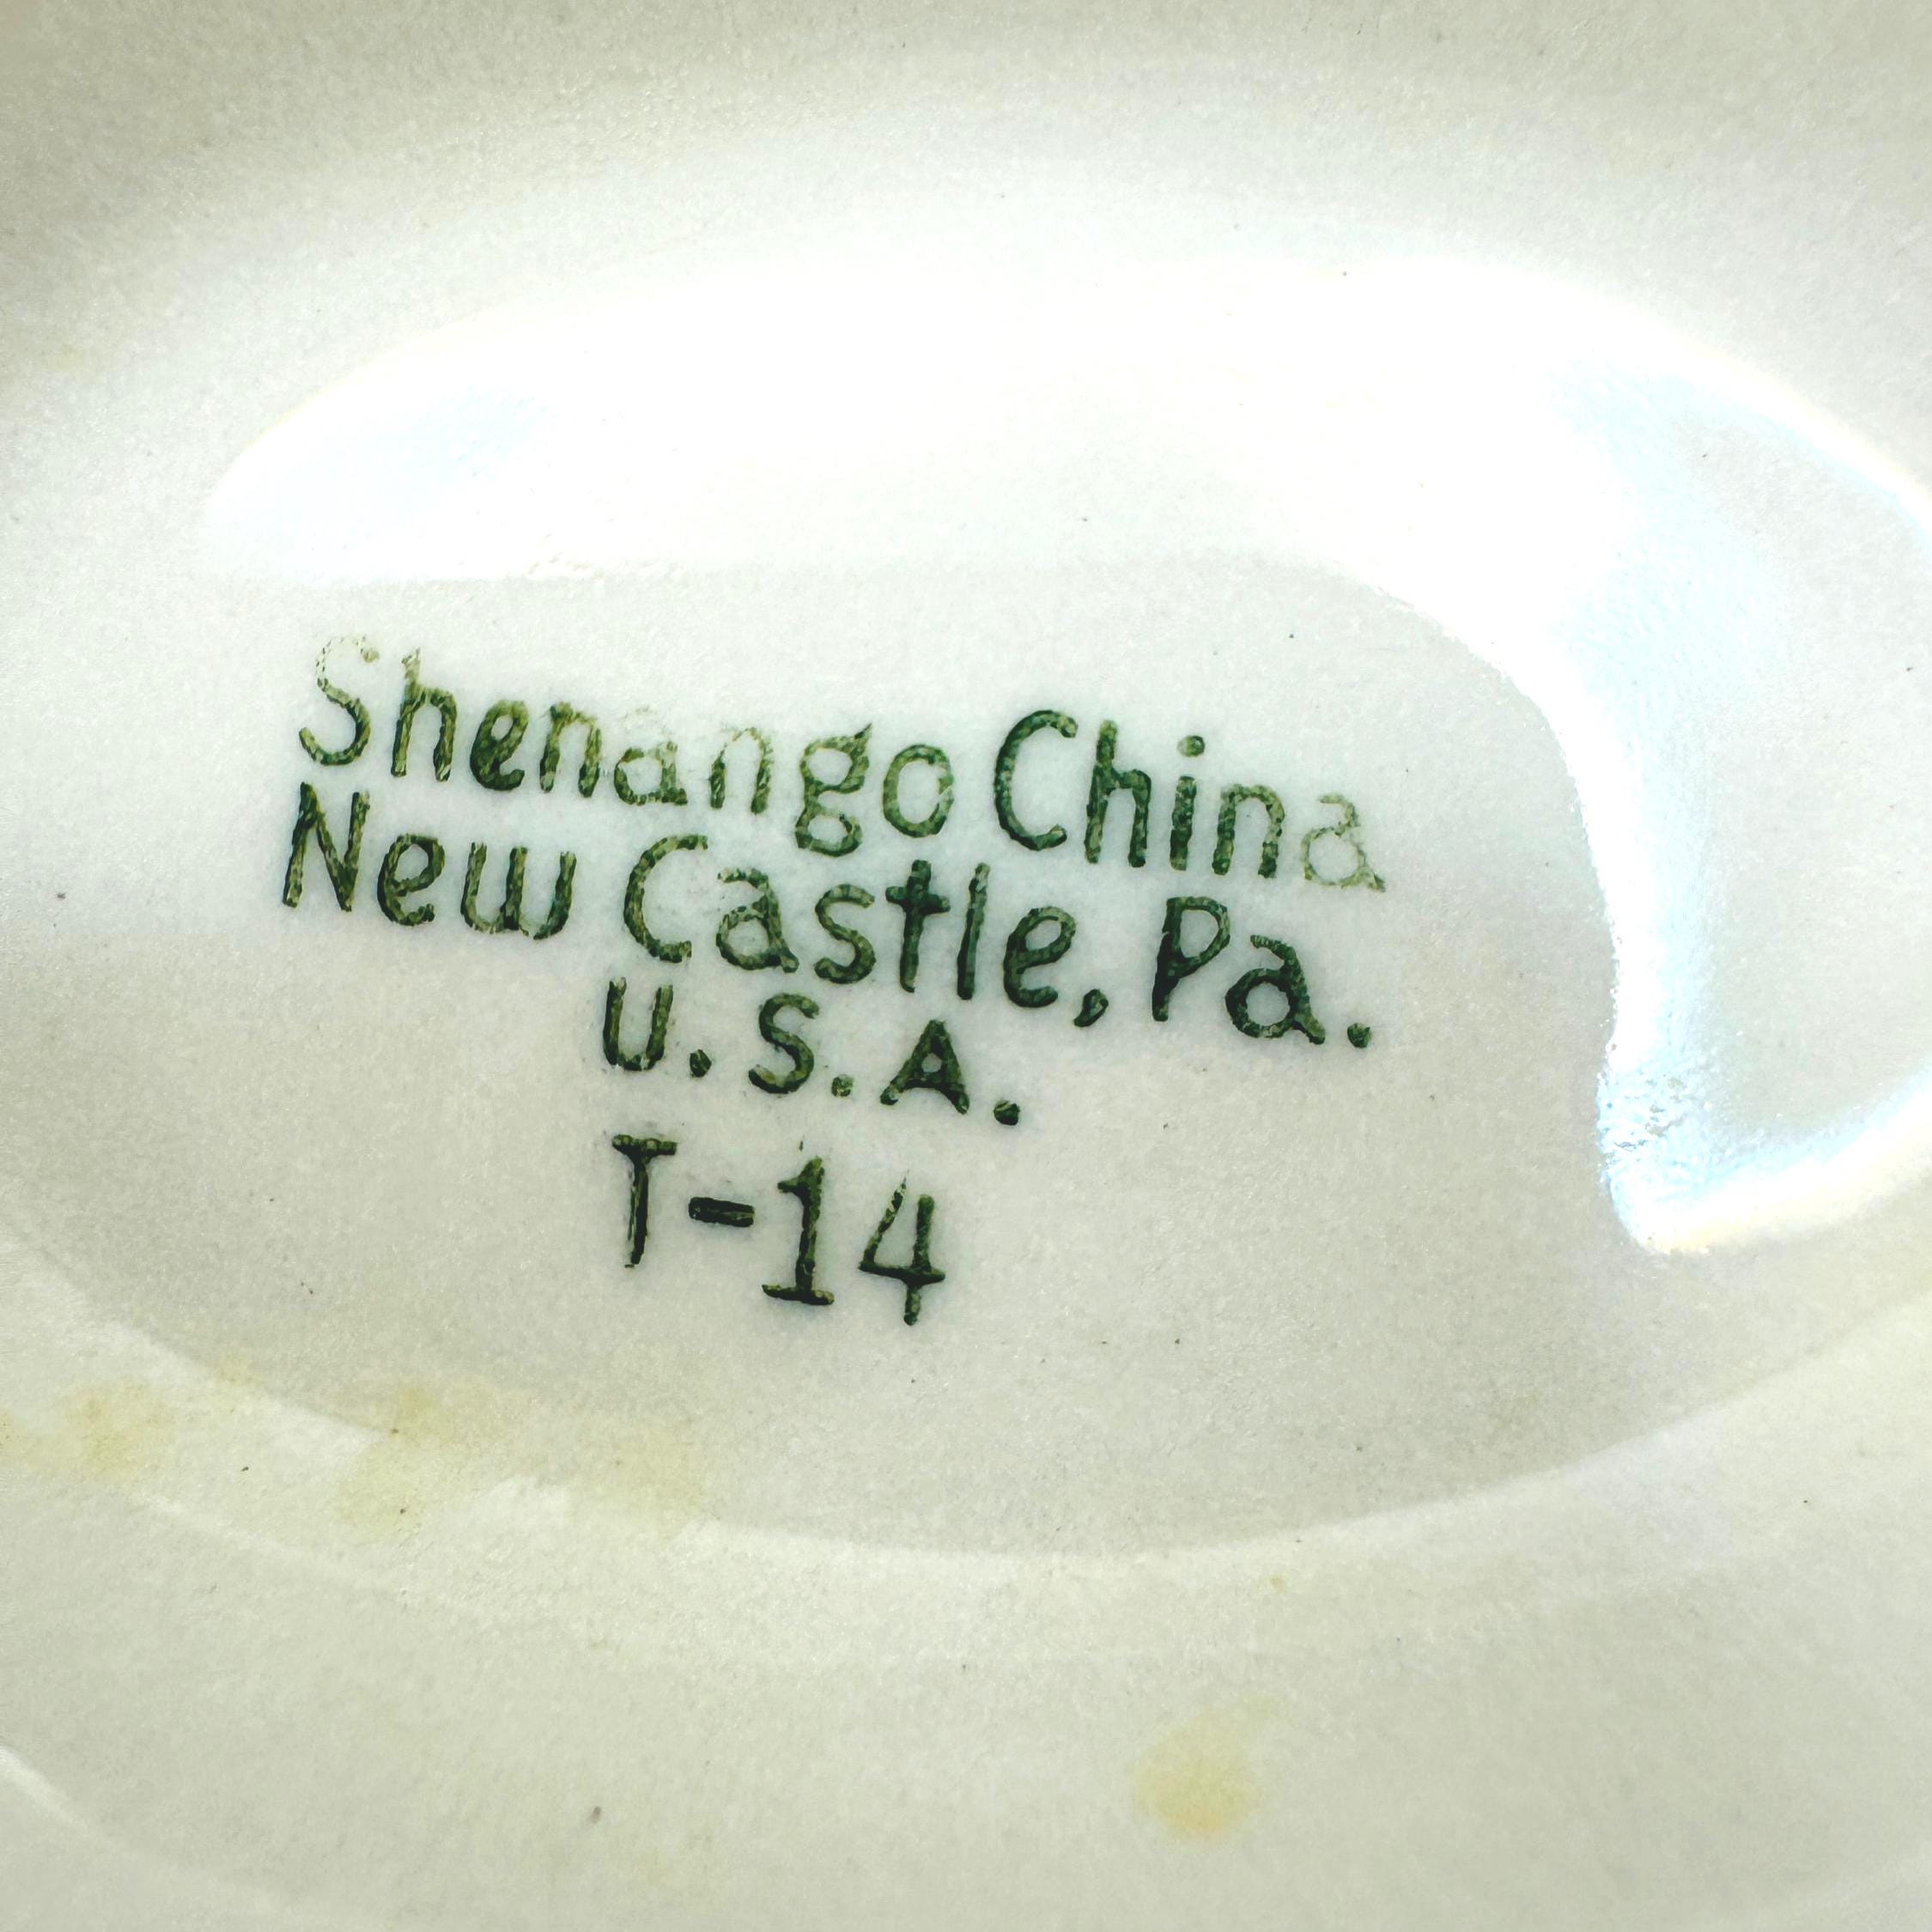 Shenango China
New Castle, Pa.
U.S.A.
T-14